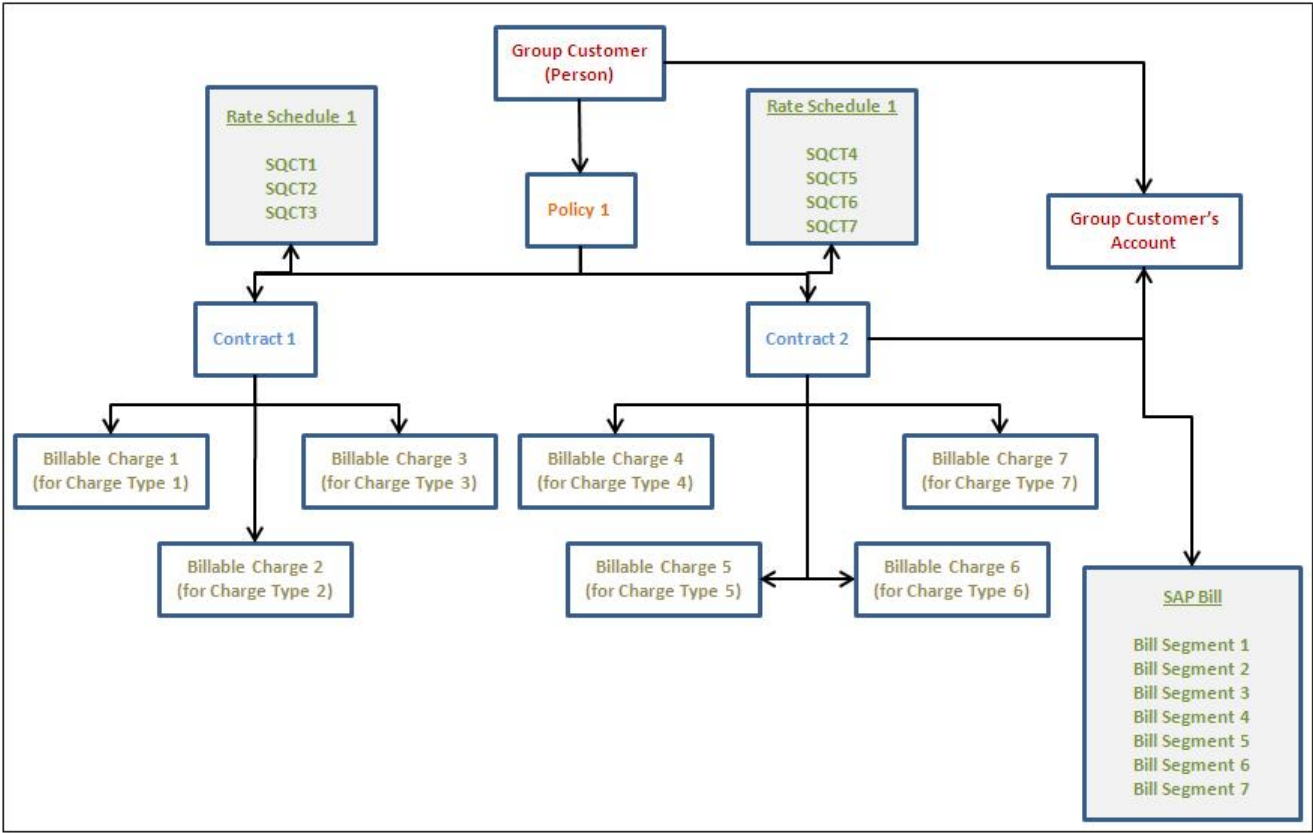 Group Customer
(Person)
Rate Schedule 1
SQCT1
SQCT2
SQCT3
Policy 1
Rate Schedule 1
SQCT4
SQCT5
SQCT6
SQCT7
Group Customer’s
Account
Contract 1
Contract 2
Billable Charge 1
(for Charge Type 1)
Billable Charge 3
(for Charge Type 3)
Billable Charge 4
(for Charge Type 4)
Billable Charge 7
(for Charge Type 7)
Billable Charge 2
(for Charge Type 2)
Billable Charge 5
(for Charge Type 5)
Billable Charge 6
(for Charge Type 6)
SAP Bill
Bill Segment 1
Bill Segment 2
Bill Segment 3
Bill Segment 4
Bill Segment 5
Bill Segment 6
Bill Segment 7